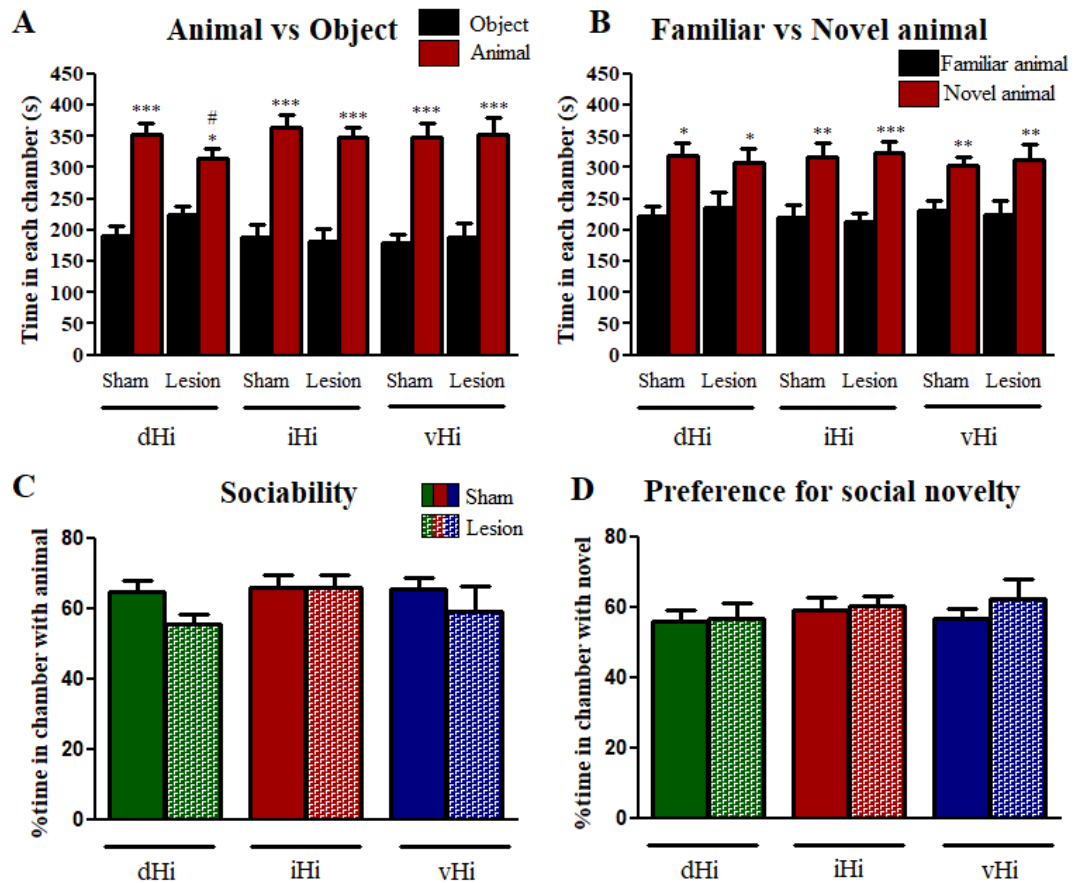 A
Animal vs Object
Object
Animal
Time in each chamber (s)
450
400
350
300
250
200
150
100
50
0
***
#
*
***
***
***
***
Sham Lesion Sham Lesion Sham Lesion
dHi iHi vHi
B
Familiar vs Novel animal
Familiar animal
Novel animal
Time in each chamber (s)
450
400
350
300
250
200
150
100
50
0
*
*
**
***
**
**
Sham Lesion Sham Lesion Sham Lesion
dHi iHi vHi
C
Sociability
Sham
Lesion
%time in chamber with animal
80
60
40
20
0
dHi iHi vHi
D
Preference for social novelty
%time in chamber with novel
80
60
40
20
0
dHi iHi vHi